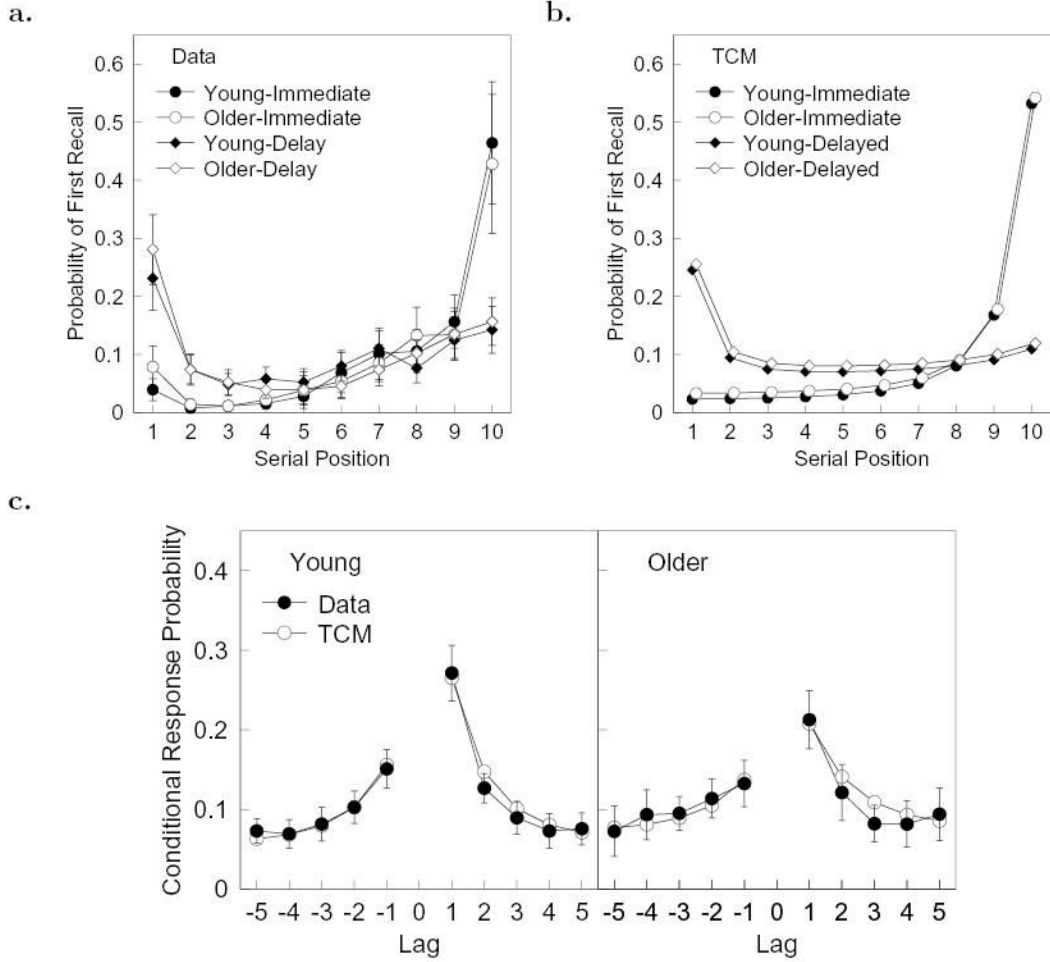 a.
Data
Young-Immediate
Older-Immediate
Young-Delay
Older-Delay
Probability of First Recall
0.6
0.5
0.4
0.3
0.2
0.1
0
1 2 3 4 5 6 7 8 9 10
Serial Position
b.
TCM
Young-Immediate
Older-Immediate
Young-Delayed
Older-Delayed
Probability of First Recall
0.6
0.5
0.4
0.3
0.2
0.1
0
1 2 3 4 5 6 7 8 9 10
Serial Position
c.
Young
Data
TCM
Older
Conditional Response Probability
0.4
0.3
0.2
0.1
0
-5 -4 -3 -2 -1 0 1 2 3 4 5
Lag
-5 -4 -3 -2 -1 0 1 2 3 4 5
Lag